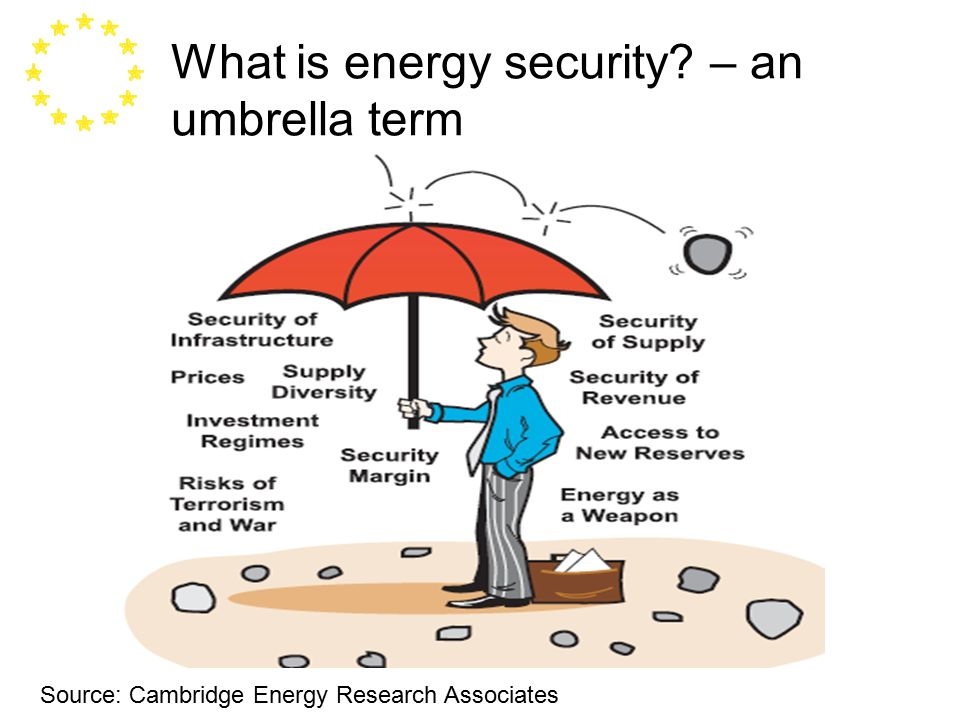 What is energy security? – an
umbrella term
Security of
Infrastructure
Prices
Supply
Diversity
Investment
Regimes
Security
Margin
Risks of
Terrorism
and War
Security
of Supply
Security of
Revenue
Access to
New Reserves
Energy as
a Weapon
Source: Cambridge Energy Research Associates